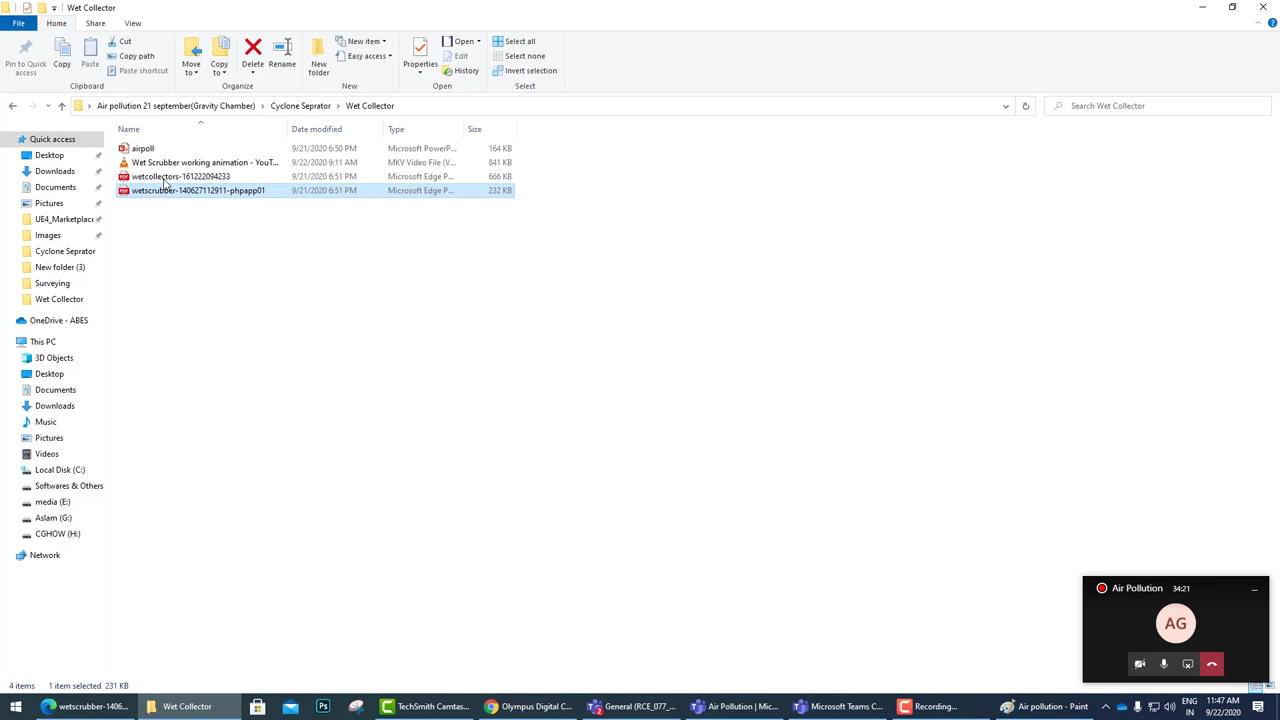 Wet Collector
File Home Share View
Pin to Quick access Copy Paste Cut Copy path Paste shortcut Move to Copy to Delete Rename New folder New item Easy access Properties Open Edit History Select all Select none Invert selection
Clipboard Organize New Open Select
Air pollution 21 september(Gravity Chamber) Cyclone Seprator Wet Collector Search Wet Collector
Name Date modified Type Size
airpoll 9/21/2020 6:50 PM Microsoft PowerP... 164 KB
Wet Scrubber working animation - YouT... 9/22/2020 9:11 AM MKV Video File (V... 841 KB
wetcollectors-161222094233 9/21/2020 6:51 PM Microsoft Edge P... 666 KB
wetscrubber-140627112911-phpapp01 9/21/2020 6:51 PM Microsoft Edge P... 232 KB
Quick access
Desktop
Downloads
Documents
Pictures
UE4_Marketplace
Images
Cyclone Seprator
New folder (3)
Surveying
Wet Collector
OneDrive - ABES
This PC
3D Objects
Desktop
Documents
Downloads
Music
Pictures
Videos
Local Disk (C:)
Softwares & Others
media (E:)
Aslam (G:)
CGHOW (H:)
Network
Air Pollution 34:21
AG
4 items 1 item selected 231 KB
wetscrubber-1406... Wet Collector Ps TechSmith Camtas... Olympus Digital C... General (RCE_077_... Air Pollution | Mic... Microsoft Teams C... Recording... Air pollution - Paint ENG IN 11:47 AM 9/22/2020